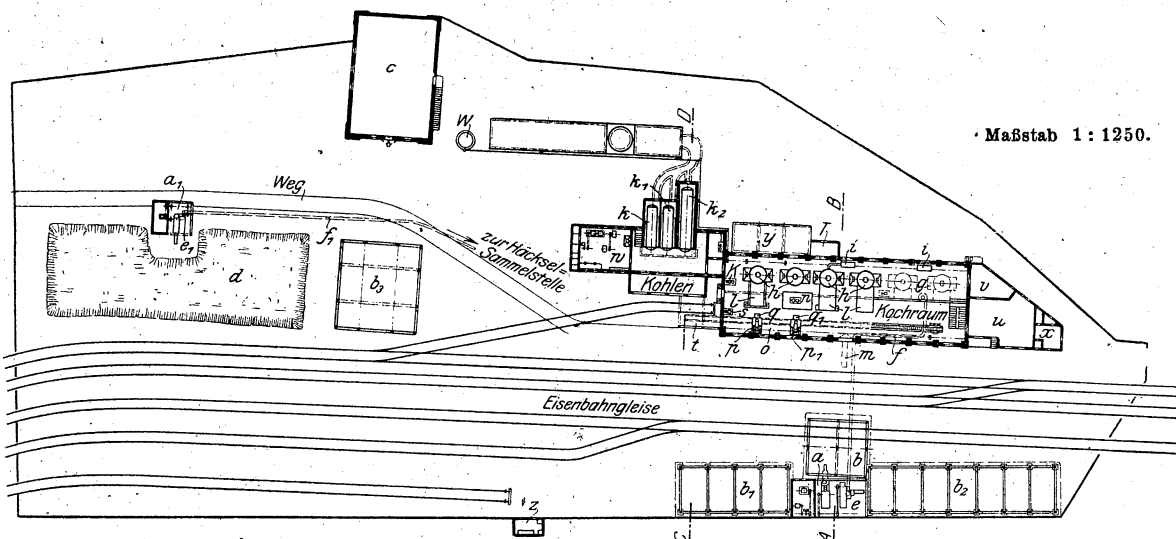 c
Maßstab 1:1250.
W
D
a₁
Weg
k₁
k₂
k
B
e₁
f₁
y
T
i
i
zur Häcksel=
Sammelstelle
w
d
b₃
Kohlen
K
h
n
h
g
v
l
s
q
q₁
l
Kochraum
u
x
t
p
o
p₁
m
f
Eisenbahngleise
a
b
b₁
e
b₂
z
C
A